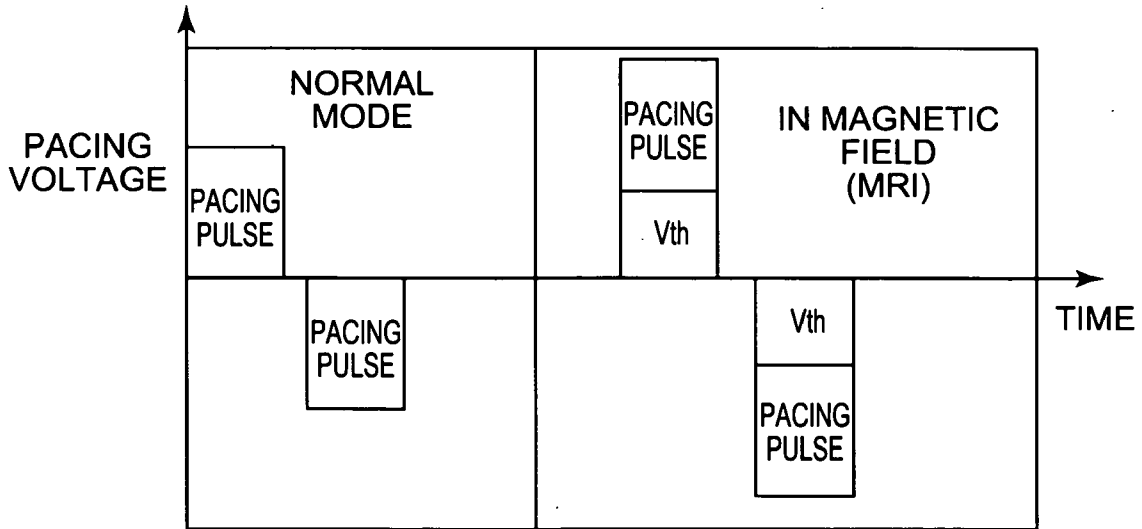 PACING
VOLTAGE
NORMAL
MODE
PACING
PULSE
PACING
PULSE
PACING
PULSE
Vth
IN MAGNETIC
FIELD
(MRI)
Vth
PACING
PULSE
TIME